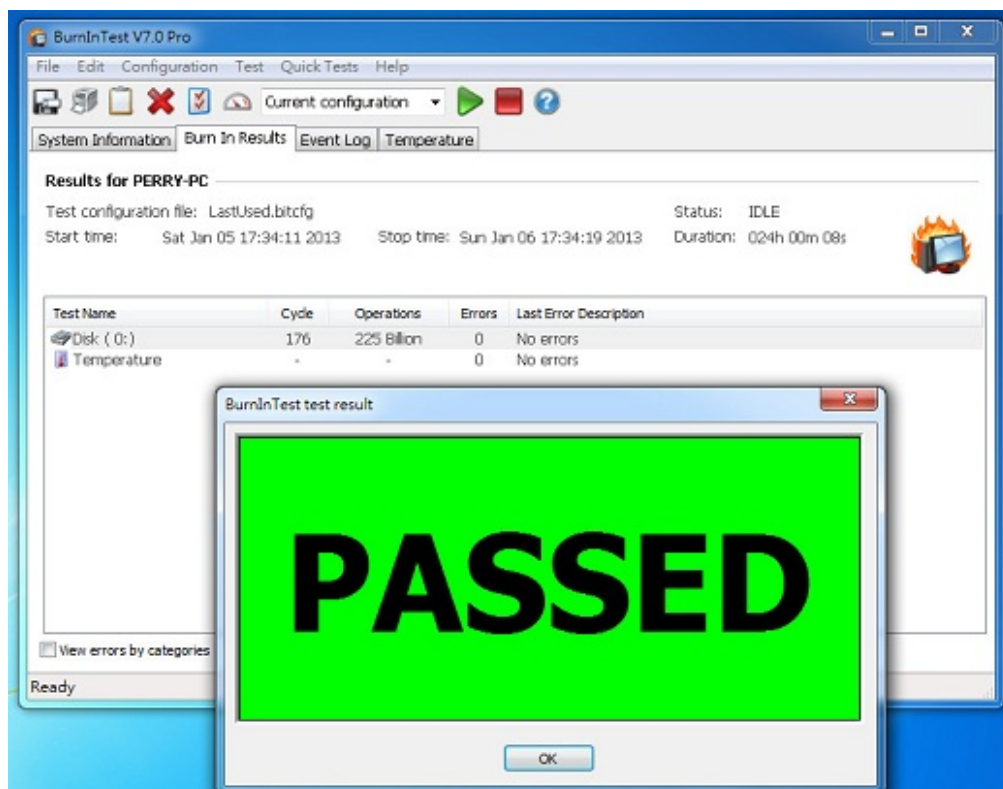 BurnInTest V7.0 Pro
File Edit Configuration Test Quick Tests Help
Current configuration
System Information Burn In Results Event Log Temperature
Results for PERRY-PC
Test configuration file: LastUsed.bitcfg Status: IDLE
Start time: Sat Jan 05 17:34:11 2013 Stop time: Sun Jan 06 17:34:19 2013 Duration: 024h 00m 08s
Test Name Cycle Operations Errors Last Error Description
Disk ( O:) 176 225 Billion 0 No errors
Temperature - - 0 No errors
BurnInTest test result
PASSED
View errors by categories
Ready
OK